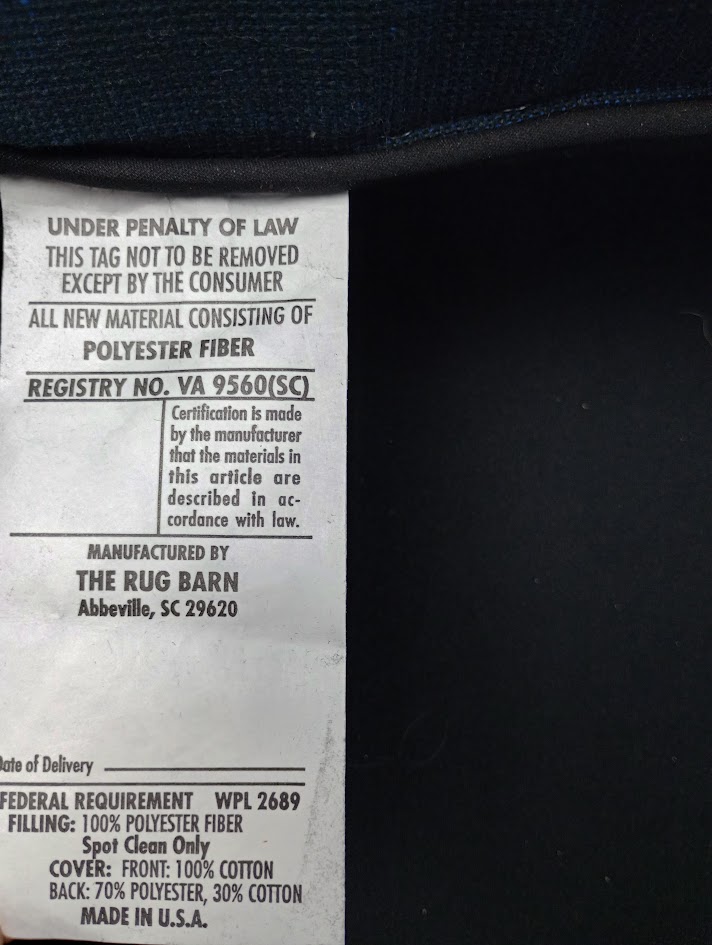 UNDER PENALTY OF LAW
THIS TAG NOT TO BE REMOVED
EXCEPT BY THE CONSUMER
ALL NEW MATERIAL CONSISTING OF
POLYESTER FIBER
REGISTRY NO. VA 9560(SC)
Certification is made
by the manufacturer
that the materials in
this article are
described in ac-
cordance with law.
MANUFACTURED BY
THE RUG BARN
Abbeville, SC 29620
Date of Delivery
FEDERAL REQUIREMENT WPL 2689
FILLING: 100% POLYESTER FIBER
Spot Clean Only
COVER: FRONT: 100% COTTON
BACK: 70% POLYESTER, 30% COTTON
MADE IN U.S.A.